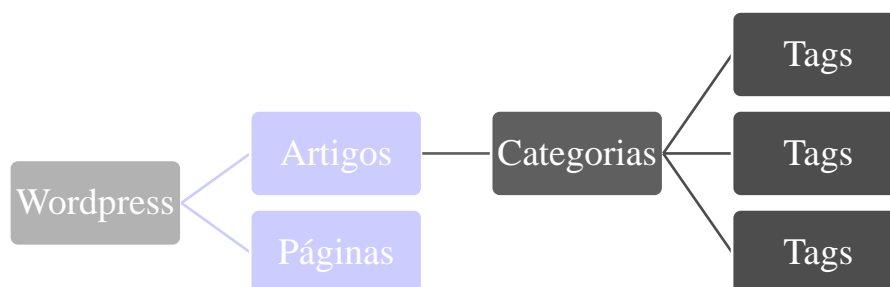 Wordpress
Artigos
Páginas
Categorias
Tags
Tags
Tags